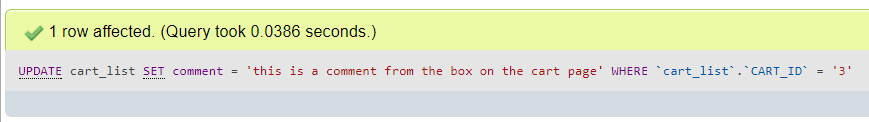 1 row affected. (Query took 0.0386 seconds.)
UPDATE cart_list SET comment = 'this is a comment from the box on the cart page' WHERE `cart_list`.`CART_ID` = '3'